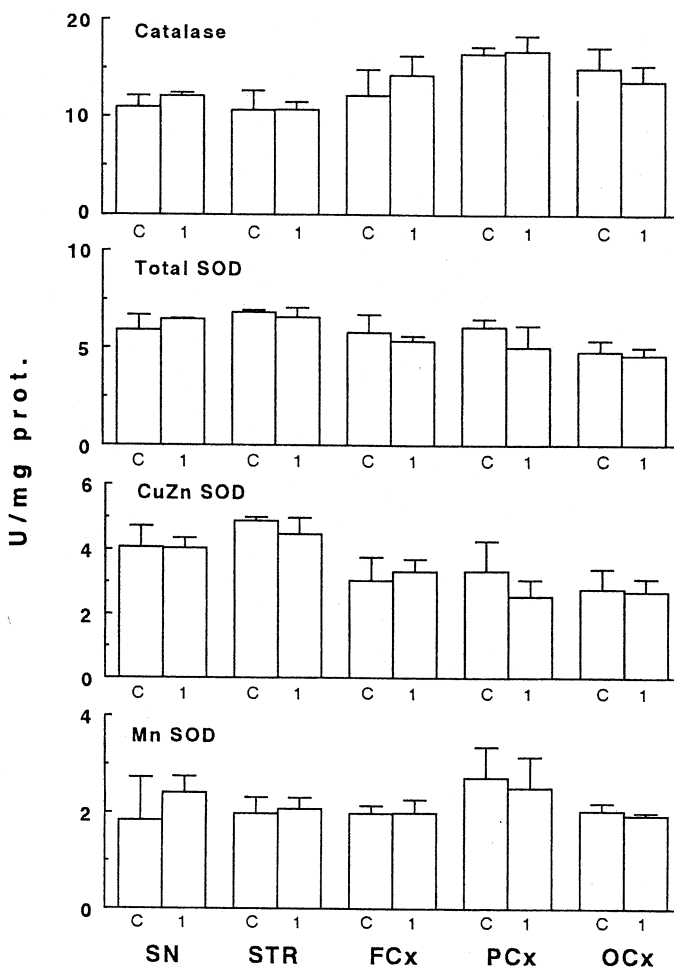 U/mg prot.
20
Catalase
10
0
C 1 C 1 C 1 C 1 C 1
10
Total SOD
5
0
C 1 C 1 C 1 C 1 C 1
6
CuZn SOD
4
2
0
C 1 C 1 C 1 C 1 C 1
4
Mn SOD
2
0
C 1 C 1 C 1 C 1 C 1
SN STR FCx PCx OCx